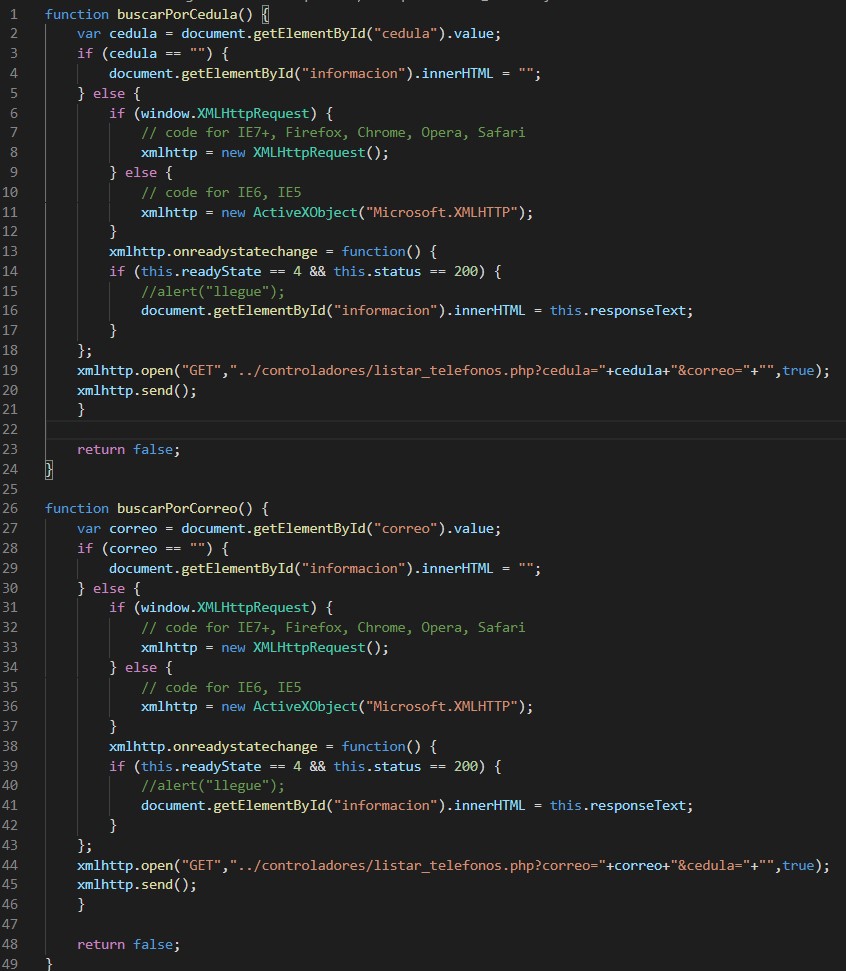 1 function buscarPorCedula() {
2 var cedula = document.getElementById("cedula").value;
3 if (cedula == "") {
4 document.getElementById("informacion").innerHTML = "";
5 } else {
6 if (window.XMLHttpRequest) {
7 // code for IE7+, Firefox, Chrome, Opera, Safari
8 xmlhttp = new XMLHttpRequest();
9 } else {
10 // code for IE6, IE5
11 xmlhttp = new ActiveXObject("Microsoft.XMLHTTP");
12 }
13 xmlhttp.onreadystatechange = function() {
14 if (this.readyState == 4 && this.status == 200) {
15 //alert("llegue");
16 document.getElementById("informacion").innerHTML = this.responseText;
17 }
18 };
19 xmlhttp.open("GET","../controladores/listar_telefonos.php?cedula="+cedula+"&correo="+"",true);
20 xmlhttp.send();
21 }
22
23 return false;
24 }
25
26 function buscarPorCorreo() {
27 var correo = document.getElementById("correo").value;
28 if (correo == "") {
29 document.getElementById("informacion").innerHTML = "";
30 } else {
31 if (window.XMLHttpRequest) {
32 // code for IE7+, Firefox, Chrome, Opera, Safari
33 xmlhttp = new XMLHttpRequest();
34 } else {
35 // code for IE6, IE5
36 xmlhttp = new ActiveXObject("Microsoft.XMLHTTP");
37 }
38 xmlhttp.onreadystatechange = function() {
39 if (this.readyState == 4 && this.status == 200) {
40 //alert("llegue");
41 document.getElementById("informacion").innerHTML = this.responseText;
42 }
43 };
44 xmlhttp.open("GET","../controladores/listar_telefonos.php?correo="+correo+"&cedula="+"",true);
45 xmlhttp.send();
46 }
47
48 return false;
49 }